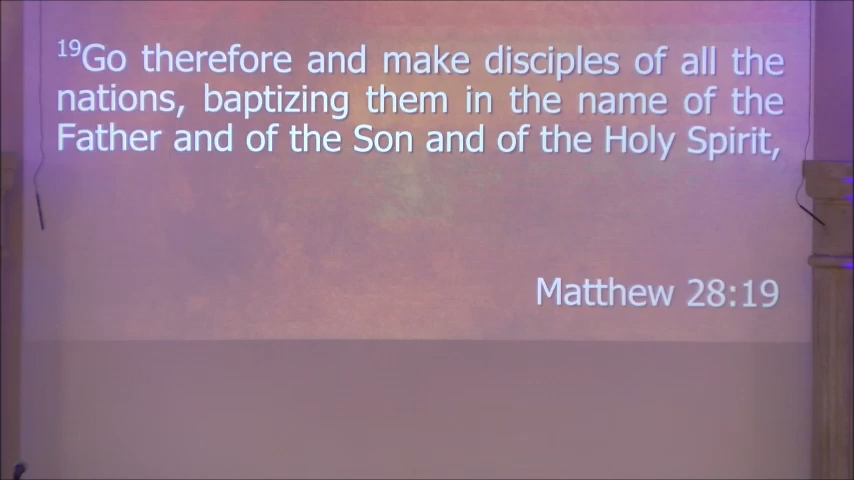 19Go therefore and make disciples of all the
nations, baptizing them in the name of the
Father and of the Son and of the Holy Spirit,
Matthew 28:19